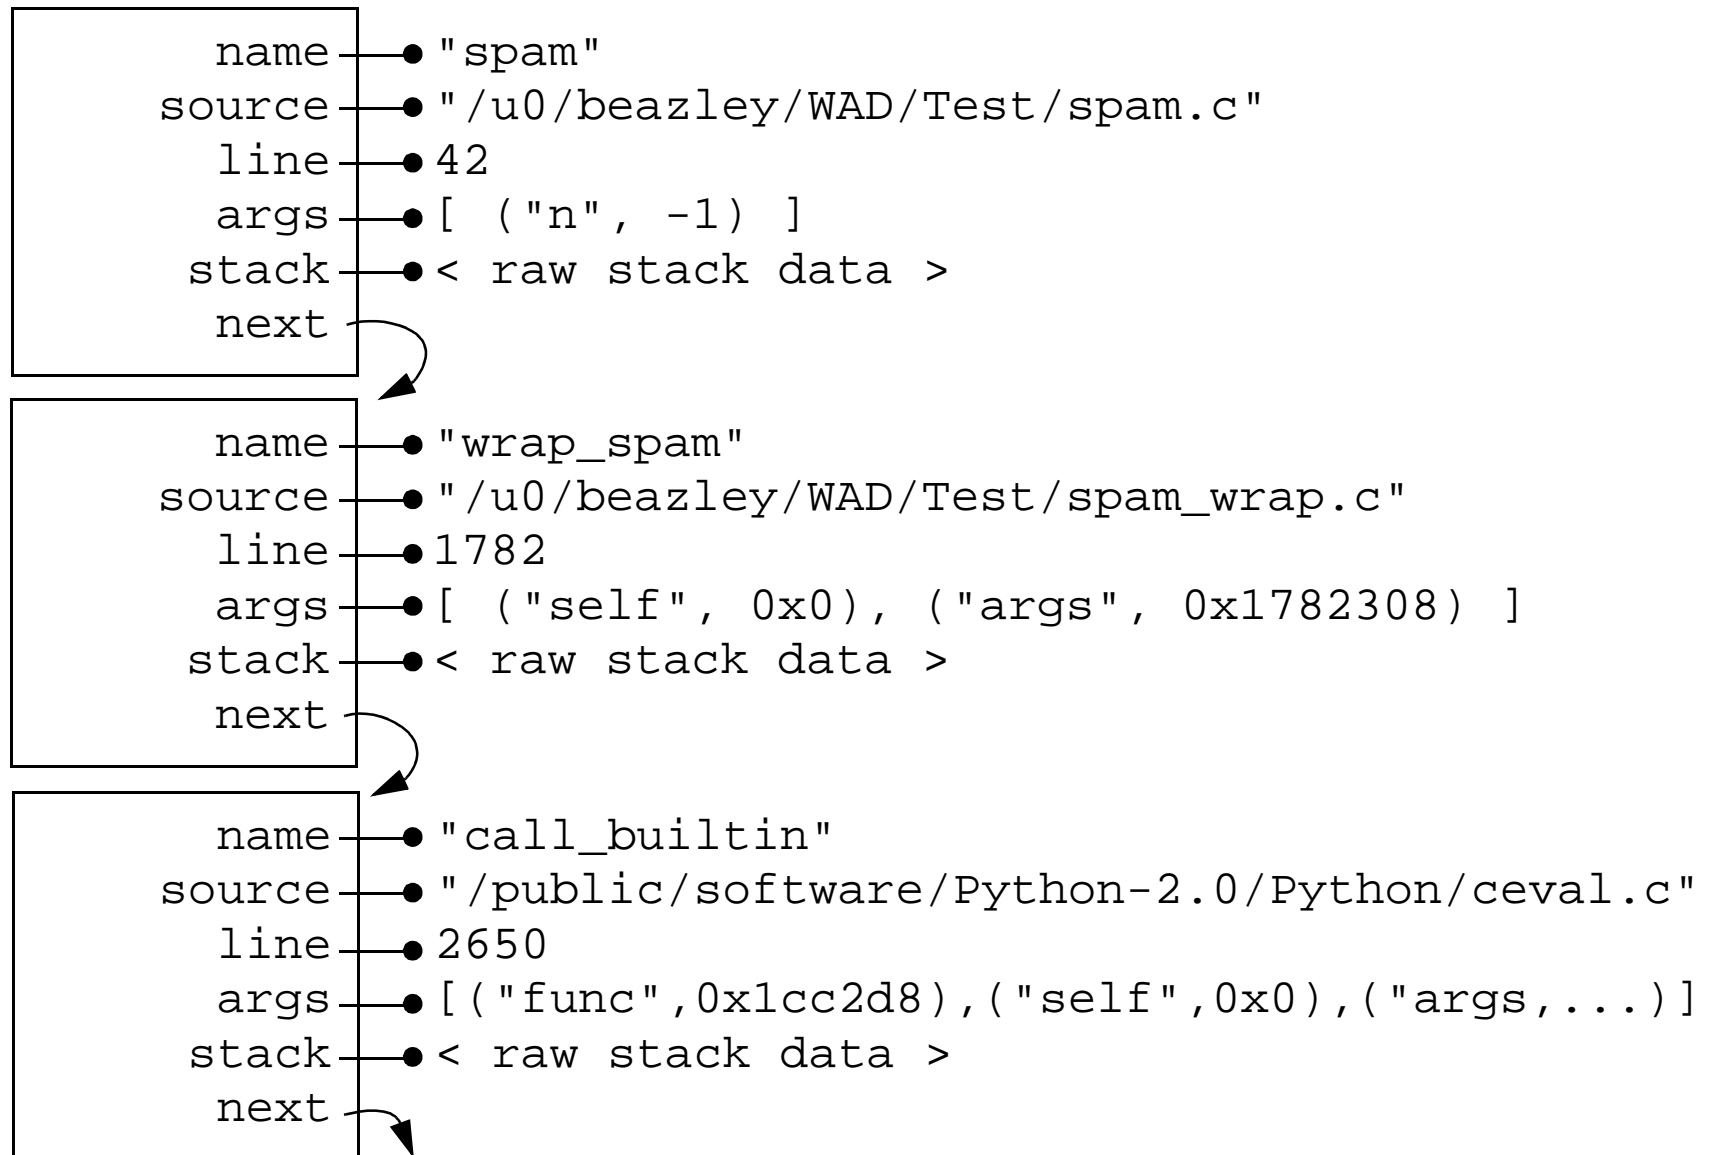 name "spam"
source "/u0/beazley/WAD/Test/spam.c"
line 42
args [ ("n", -1) ]
stack < raw stack data >
next
name "wrap_spam"
source "/u0/beazley/WAD/Test/spam_wrap.c"
line 1782
args [ ("self", 0x0), ("args", 0x1782308) ]
stack < raw stack data >
next
name "call_builtin"
source "/public/software/Python-2.0/Python/ceval.c"
line 2650
args [("func",0x1cc2d8),("self",0x0),("args,...)]
stack < raw stack data >
next